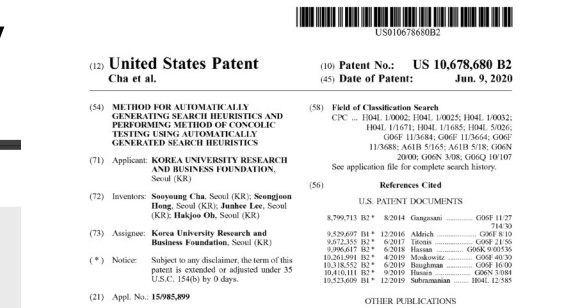 US010678680B2
(12) United States Patent
Cha et al.
(10) Patent No.: US 10,678,680 B2
(45) Date of Patent: Jun. 9, 2020
(54) METHOD FOR AUTOMATICALLY
GENERATING SEARCH HEURISTICS AND
PERFORMING METHOD OF CONCOLIC
TESTING USING AUTOMATICALLY
GENERATED SEARCH HEURISTICS
(71) Applicant: KOREA UNIVERSITY RESEARCH
AND BUSINESS FOUNDATION,
Seoul (KR)
(72) Inventors: Sooyoung Cha, Seoul (KR); Seongjoon
Hong, Seoul (KR); Junhee Lee, Seoul
(KR); Hakjoo Oh, Seoul (KR)
(73) Assignee: Korea University Research and
Business Foundation, Seoul (KR)
( * ) Notice: Subject to any disclaimer, the term of this
patent is extended or adjusted under 35
U.S.C. 154(b) by 0 days.
(21) Appl. No.: 15/985,899
(58) Field of Classification Search
CPC ... H04L 1/0002; H04L 1/0025; H04L 1/0032;
H04L 1/1671; H04L 1/1685; H04L 5/026;
G06F 11/3684; G06F 11/3664; G06F
11/3688; A61B 5/165; A61B 5/18; G06N
20/00; G06N 3/08; G06Q 10/107
See application file for complete search history.
(56) References Cited
U.S. PATENT DOCUMENTS
8,799,713 B2 * 8/2014 Gangasani ............ G06F 11/27
714/30
9,529,697 B1 * 12/2016 Aldrich ............ G06F 8/10
9,672,355 B2 * 6/2017 Titonis ............ G06F 21/56
9,996,617 B2 * 6/2018 Hassan ............ G06K 9/00536
10,261,991 B2 * 4/2019 Moskowitz ............ G06F 40/30
10,318,552 B2 * 6/2019 Baughman ............ G06F 16/00
10,410,111 B2 * 9/2019 Husain ............ G06N 3/084
10,523,609 B1 * 12/2019 Subramanian ....... H04L 12/585
OTHER PUBLICATIONS